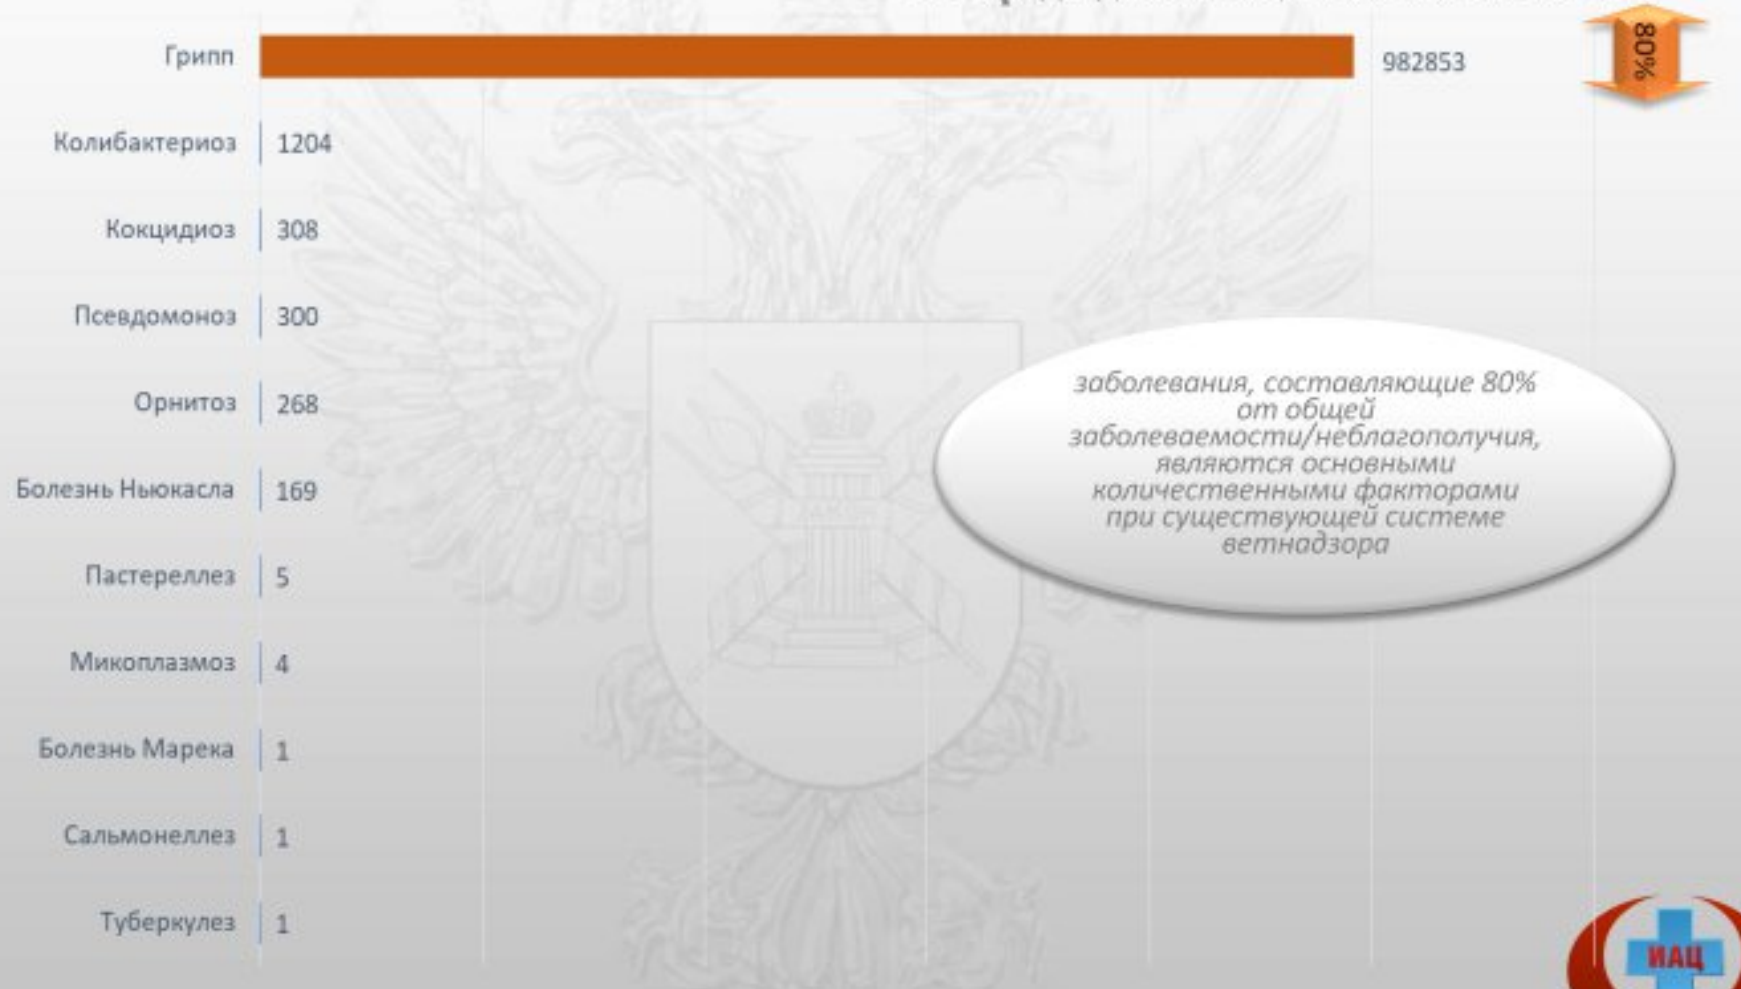 Грипп 982853 80%
Колибактериоз 1204
Кокцидиоз 308
Псевдомоноз 300
Орнитоз 268
Болезнь Ньюкасла 169
Пастереллез 5
Микоплазмоз 4
Болезнь Марека 1
Сальмонеллез 1
Туберкулез 1
заболевания, составляющие 80%
от общей
заболеваемости/неблагополучия,
являются основными
количественными факторами
при существующей системе
ветнадзора
ИАЦ